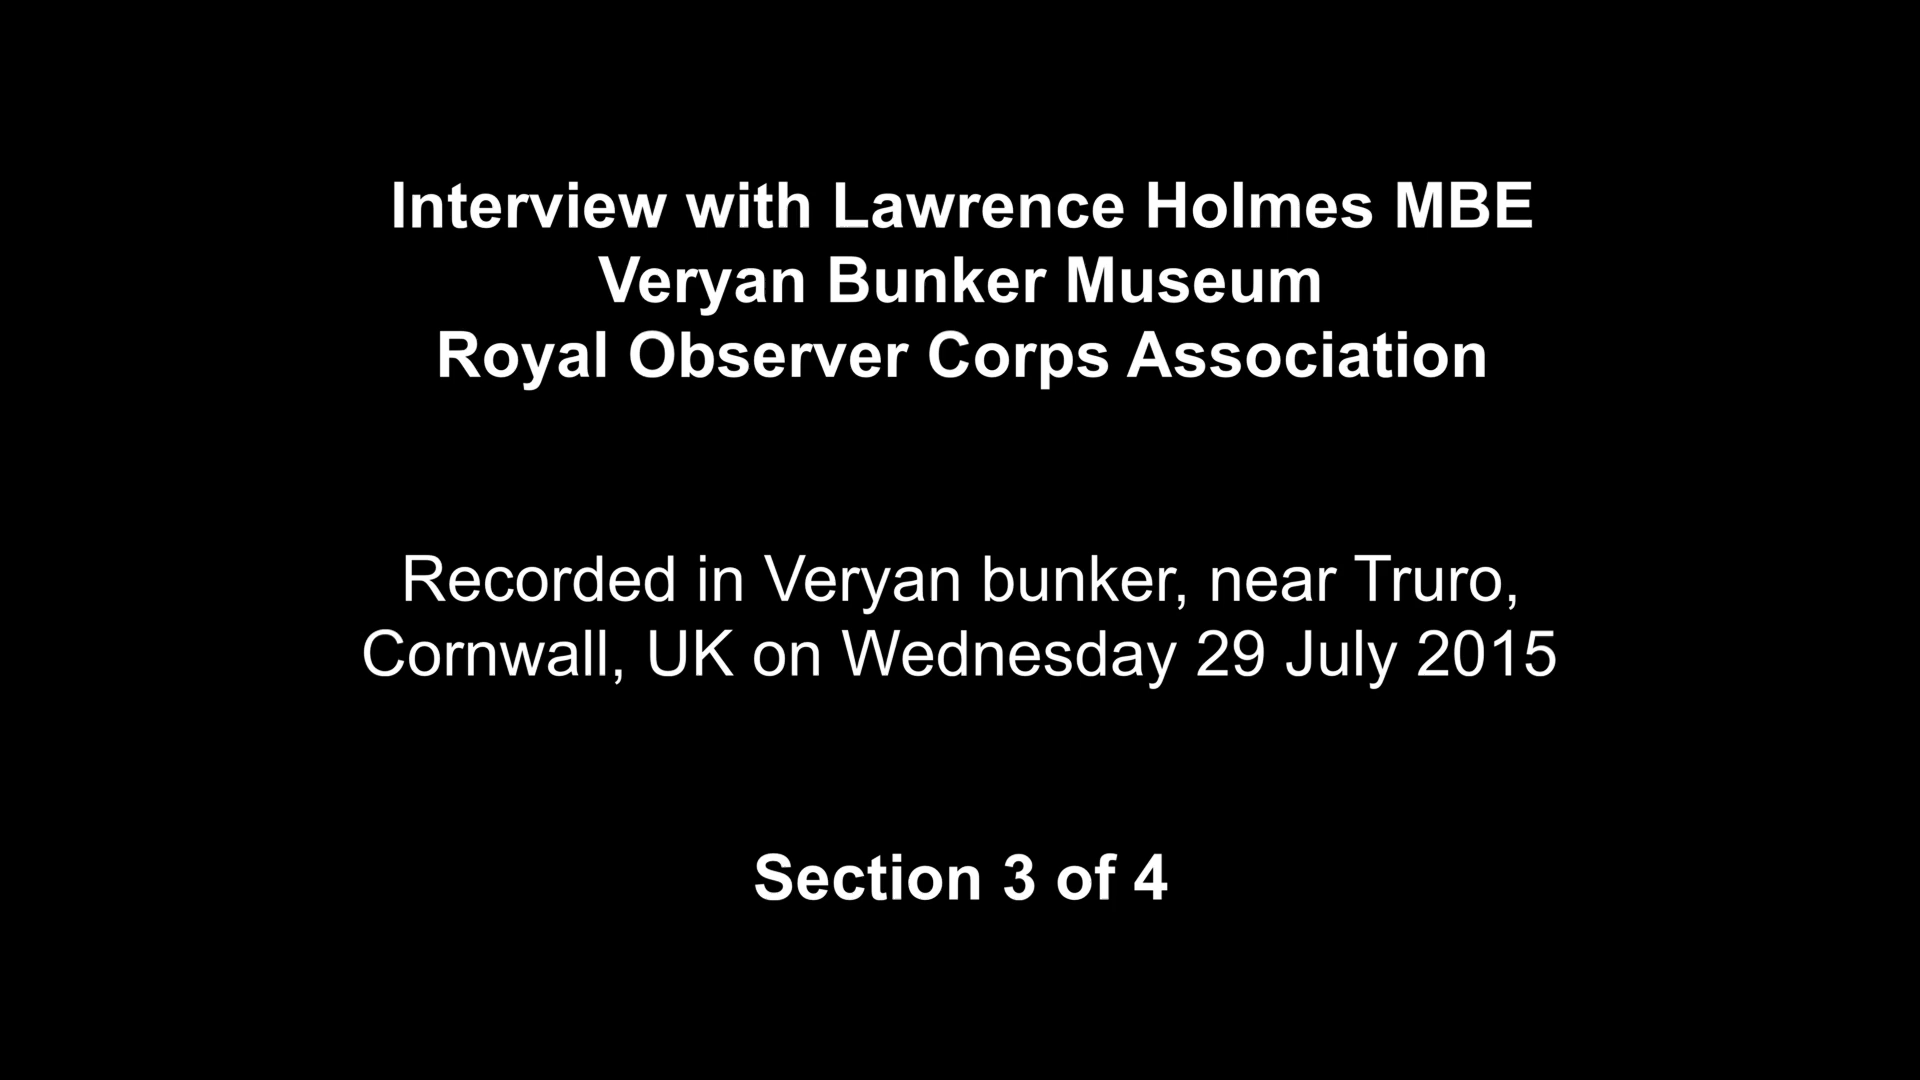 Interview with Lawrence Holmes MBE
Veryan Bunker Museum
Royal Observer Corps Association
Recorded in Veryan bunker, near Truro,
Cornwall, UK on Wednesday 29 July 2015
Section 3 of 4